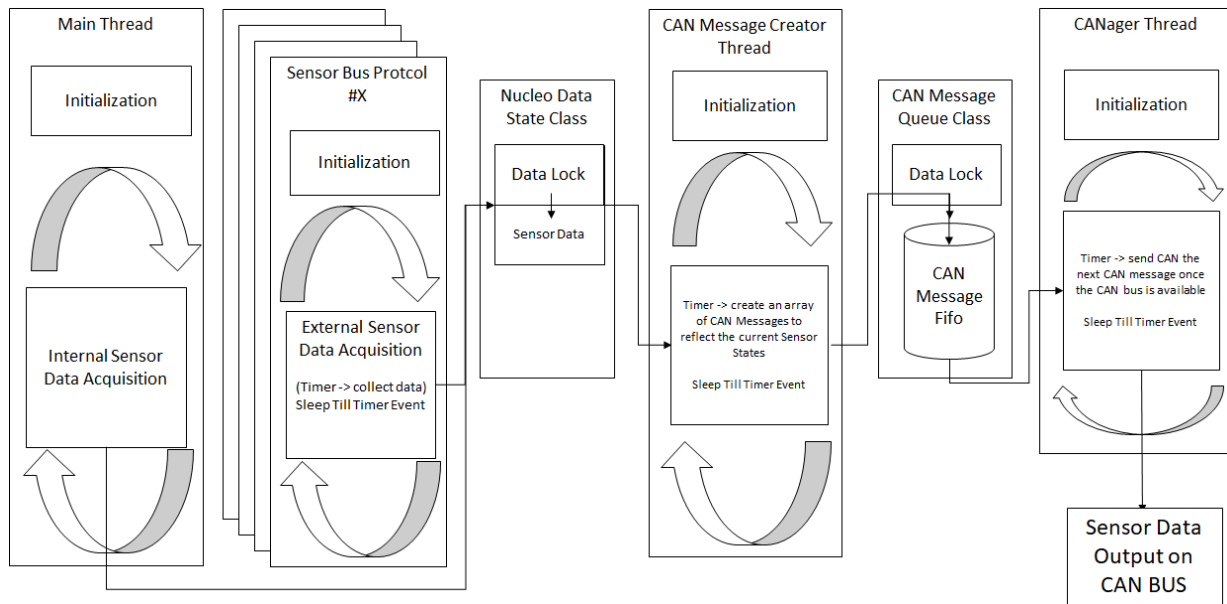 Main Thread
Initialization
Internal Sensor
Data Acquisition
Sensor Bus Protcol
#X
Initialization
External Sensor
Data Acquisition
(Timer -> collect data)
Sleep Till Timer Event
Nucleo Data
State Class
Data Lock
Sensor Data
CAN Message Creator
Thread
Initialization
Timer -> create an array
of CAN Messages to
reflect the current Sensor
States
Sleep Till Timer Event
CAN Message
Queue Class
Data Lock
CAN
Message
Fifo
CANager Thread
Initialization
Timer -> send CAN the
next CAN message once
the CAN bus is available
Sleep Till Timer Event
Sensor Data
Output on
CAN BUS